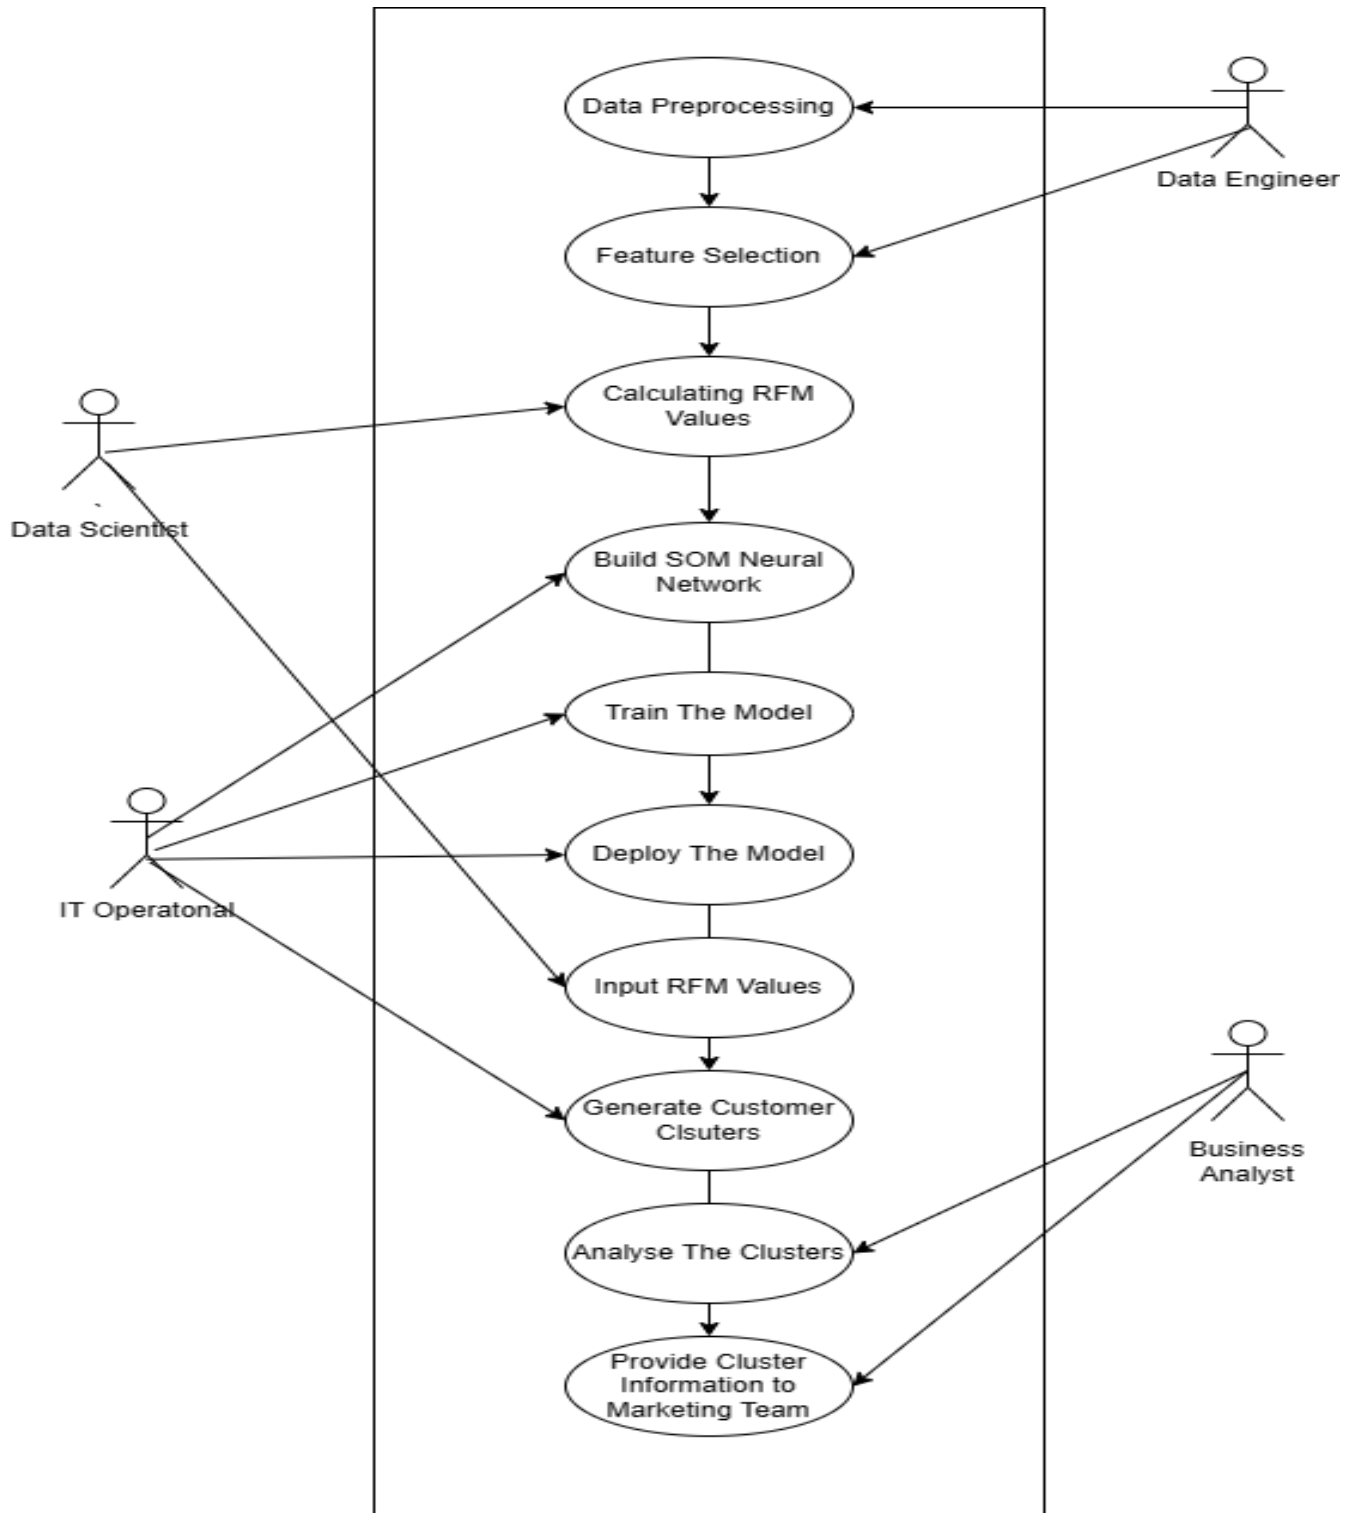 Data Preprocessing
Data Engineer
Feature Selection
Calculating RFM
Values
Data Scientist
Build SOM Neural
Network
Train The Model
Deploy The Model
IT Operatonal
Input RFM Values
Generate Customer
Clsuters
Business
Analyst
Analyse The Clusters
Provide Cluster
Information to
Marketing Team